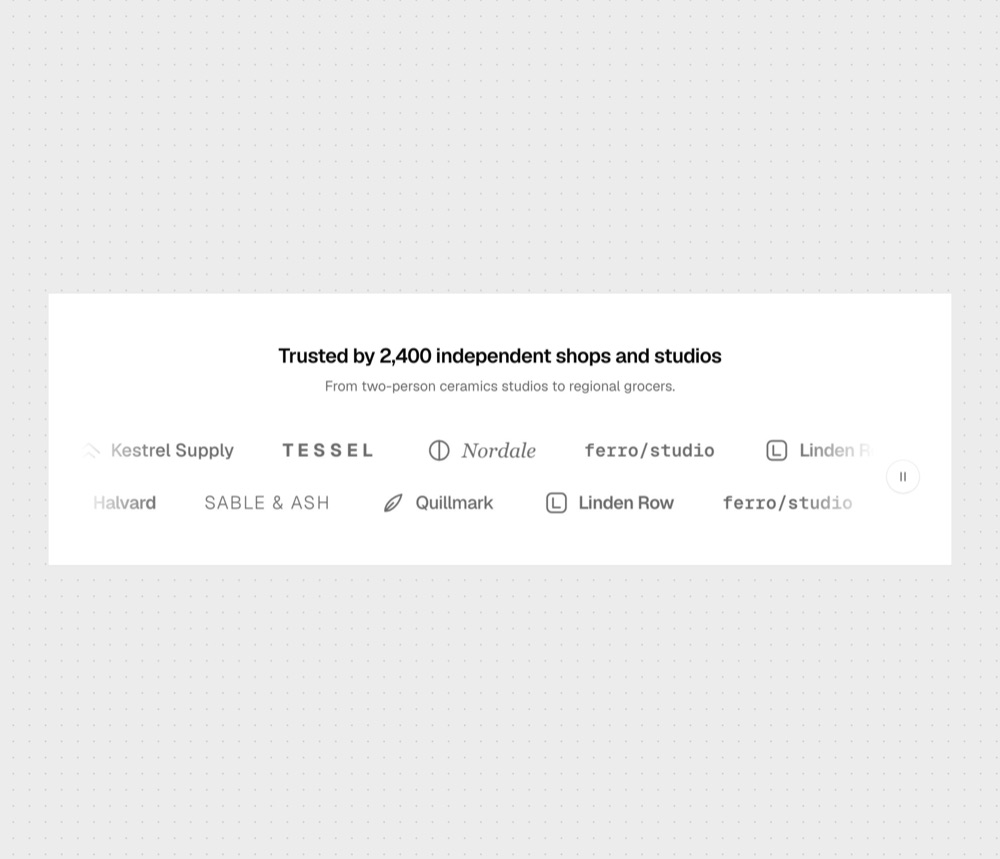 Trusted by 2,400 independent shops and studios
From two-person ceramics studios to regional grocers.
Kestrel Supply TESSEL Nordale ferro/studio L Linden
Halvard SABLE & ASH Quillmark L Linden Row ferro/studio